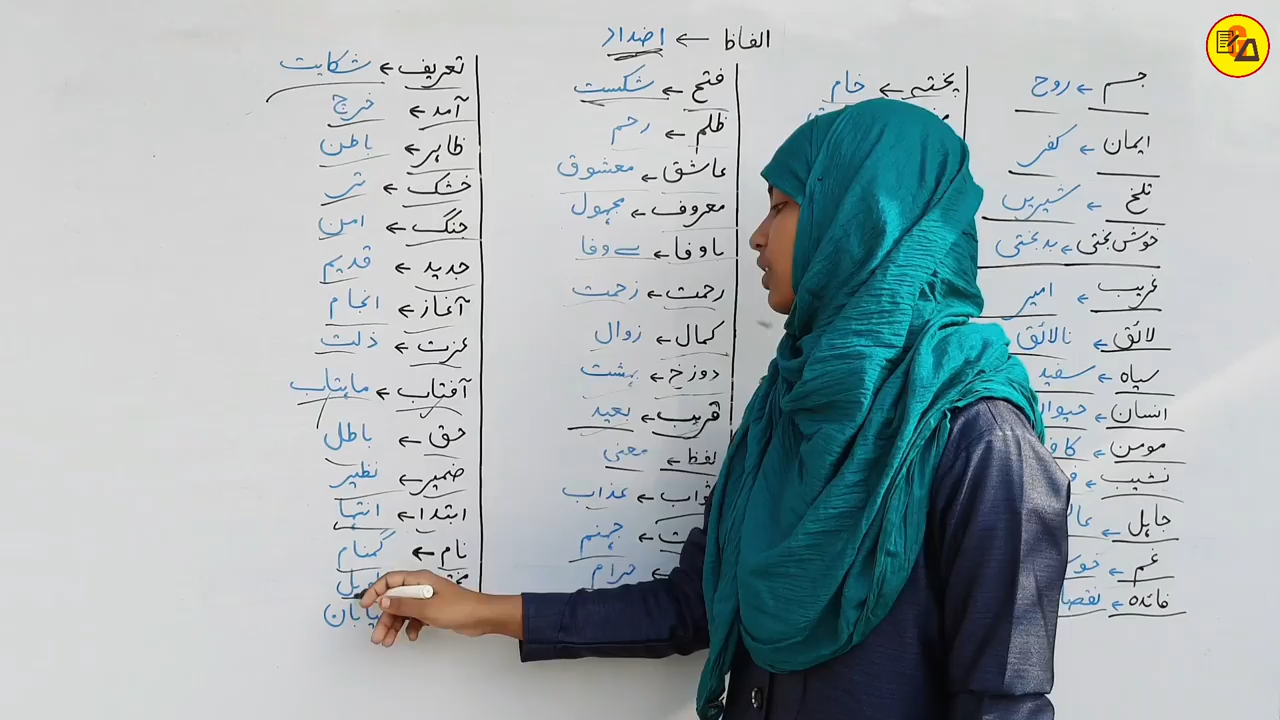 الفاظ ← اضداد
جسم ← روح
ایمان ← کفر
تلخ ← شیریں
خوش بختی ← بدبختی
غریب ← امیر
لائق ← نالائق
سیاہ ← سفید
انسان ←
مومن ←
نشیب ←
جاہل ←
غم ←
فائدہ ←
پختہ ← خام
فتح ← شکست
ظلم ← رحم
عاشق ← معشوق
معروف ← مجہول
باوفا ← بے وفا
رحمت ← زحمت
کمال ← زوال
دوزخ ← بہشت
قریب ← بعید
لفظ ← معنی
ثواب ← عذاب
← جہنم
← حرام
تعریف ← شکایت
آمد ← خرچ
ظاہر ← باطن
خشک ← تر
جنگ ← امن
جدید ← قدیم
آغاز ← انجام
عزت ← ذلت
آفتاب ← ماہتاب
حق ← باطل
ضمیر ← نظیر
ابتدا ← انتہا
نام ← گمنام